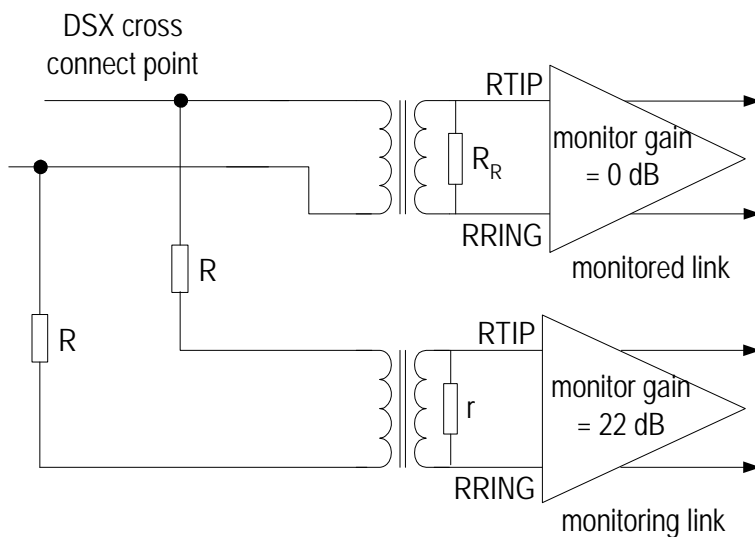 DSX cross
connect point
RTIP
monitor gain
= 0 dB
R_R
RRING
monitored link
R
R
RTIP
monitor gain
= 22 dB
r
RRING
monitoring link